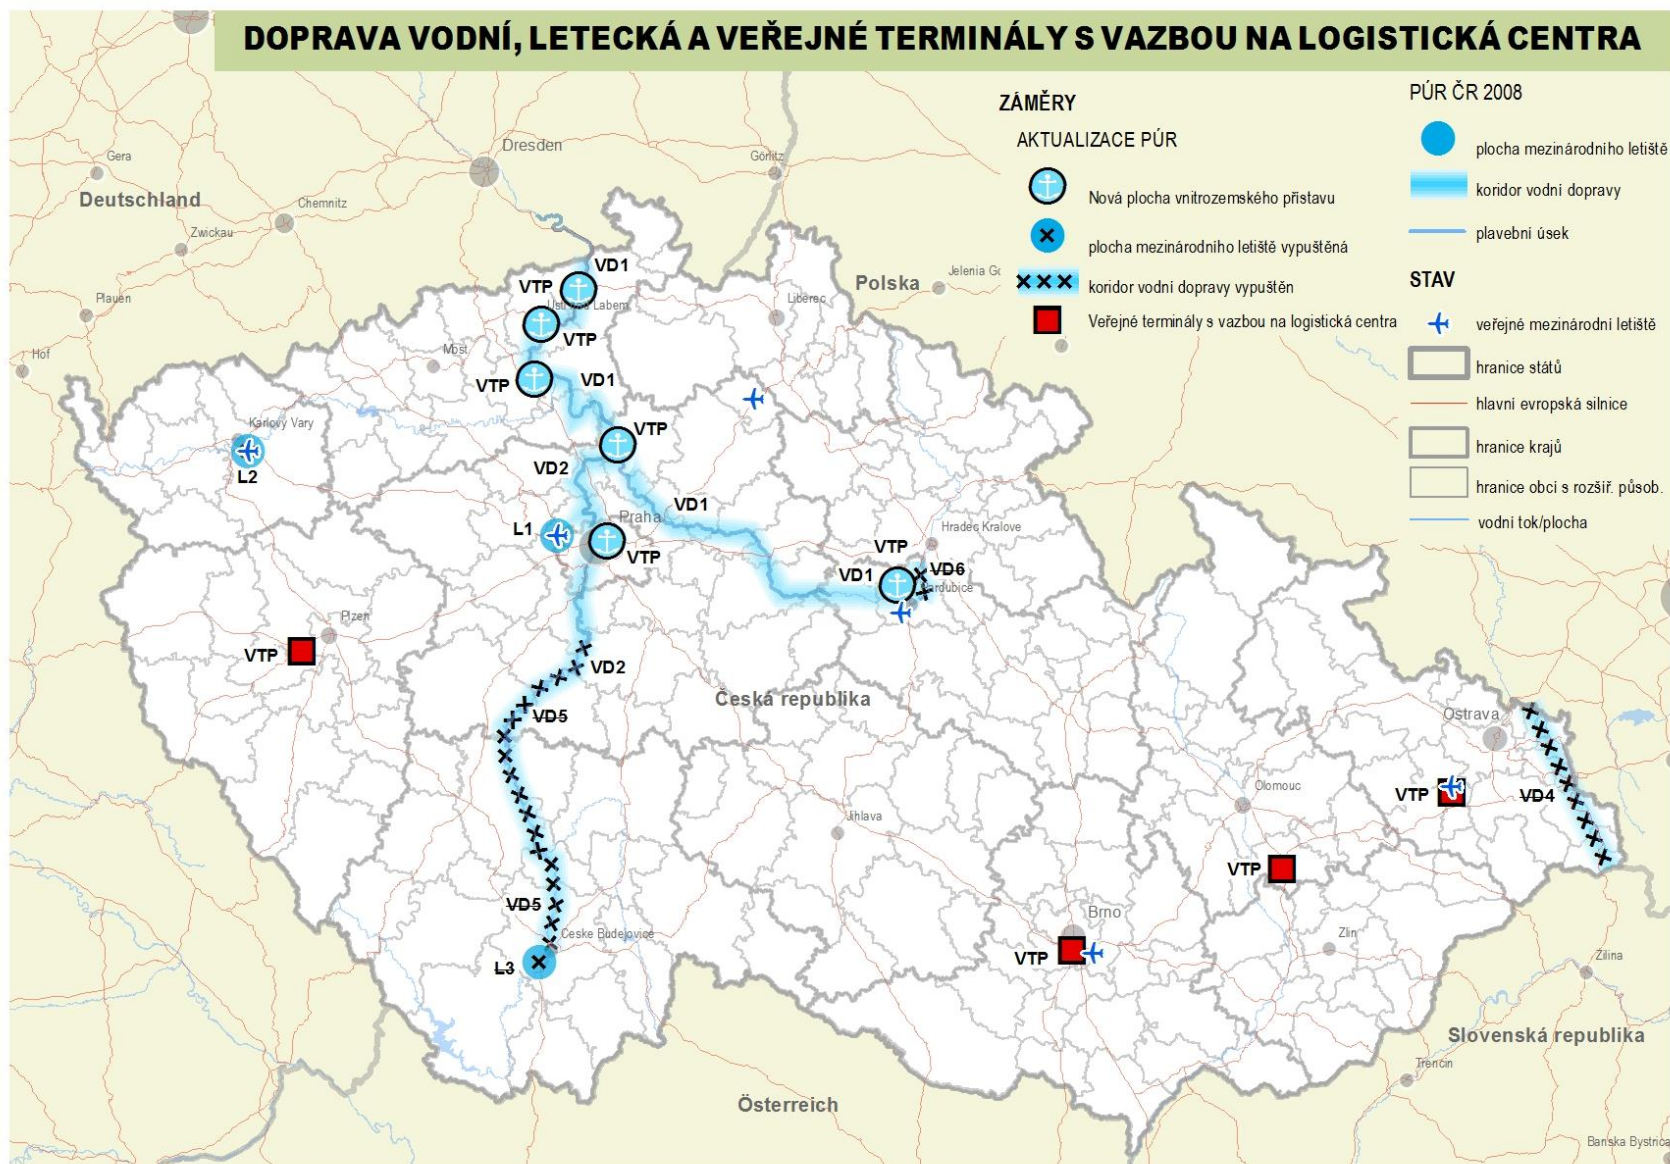 DOPRAVA VODNÍ, LETECKÁ A VEŘEJNÉ TERMINÁLY S VAZBOU NA LOGISTICKÁ CENTRA
ZÁMĚRY
AKTUALIZACE PÚR
Nová plocha vnitrozemského přístavu
plocha mezinárodního letiště vypuštěná
koridor vodní dopravy vypuštěn
Veřejné terminály s vazbou na logistická centra
PÚR ČR 2008
plocha mezinárodního letiště
koridor vodní dopravy
plavební úsek
STAV
veřejné mezinárodní letiště
hranice států
hlavní evropská silnice
hranice krajů
hranice obcí s rozšiř. působ.
vodní tok/plocha
Dresden
Gera
Görlitz
Deutschland
Chemnitz
Zwickau
VD1
Polska
Jelenia Gc
VTP
Plauen
Liberec
VTP
Hof
Most
VTP
VD1
Karlovy Vary
VTP
L2
VD2
VD1
L1
Praha
Hradec Kralove
VTP
VTP
VD6
VD1
Pardubice
Plzen
VTP
VD2
Česká republika
VD5
Ostrava
Olomouc
VTP
VD4
Jihlava
VTP
VD5
Brno
Ceske Budejovice
Zlin
VTP
L3
Zilina
Slovenská republika
Trencin
Österreich
Banska Bystrica